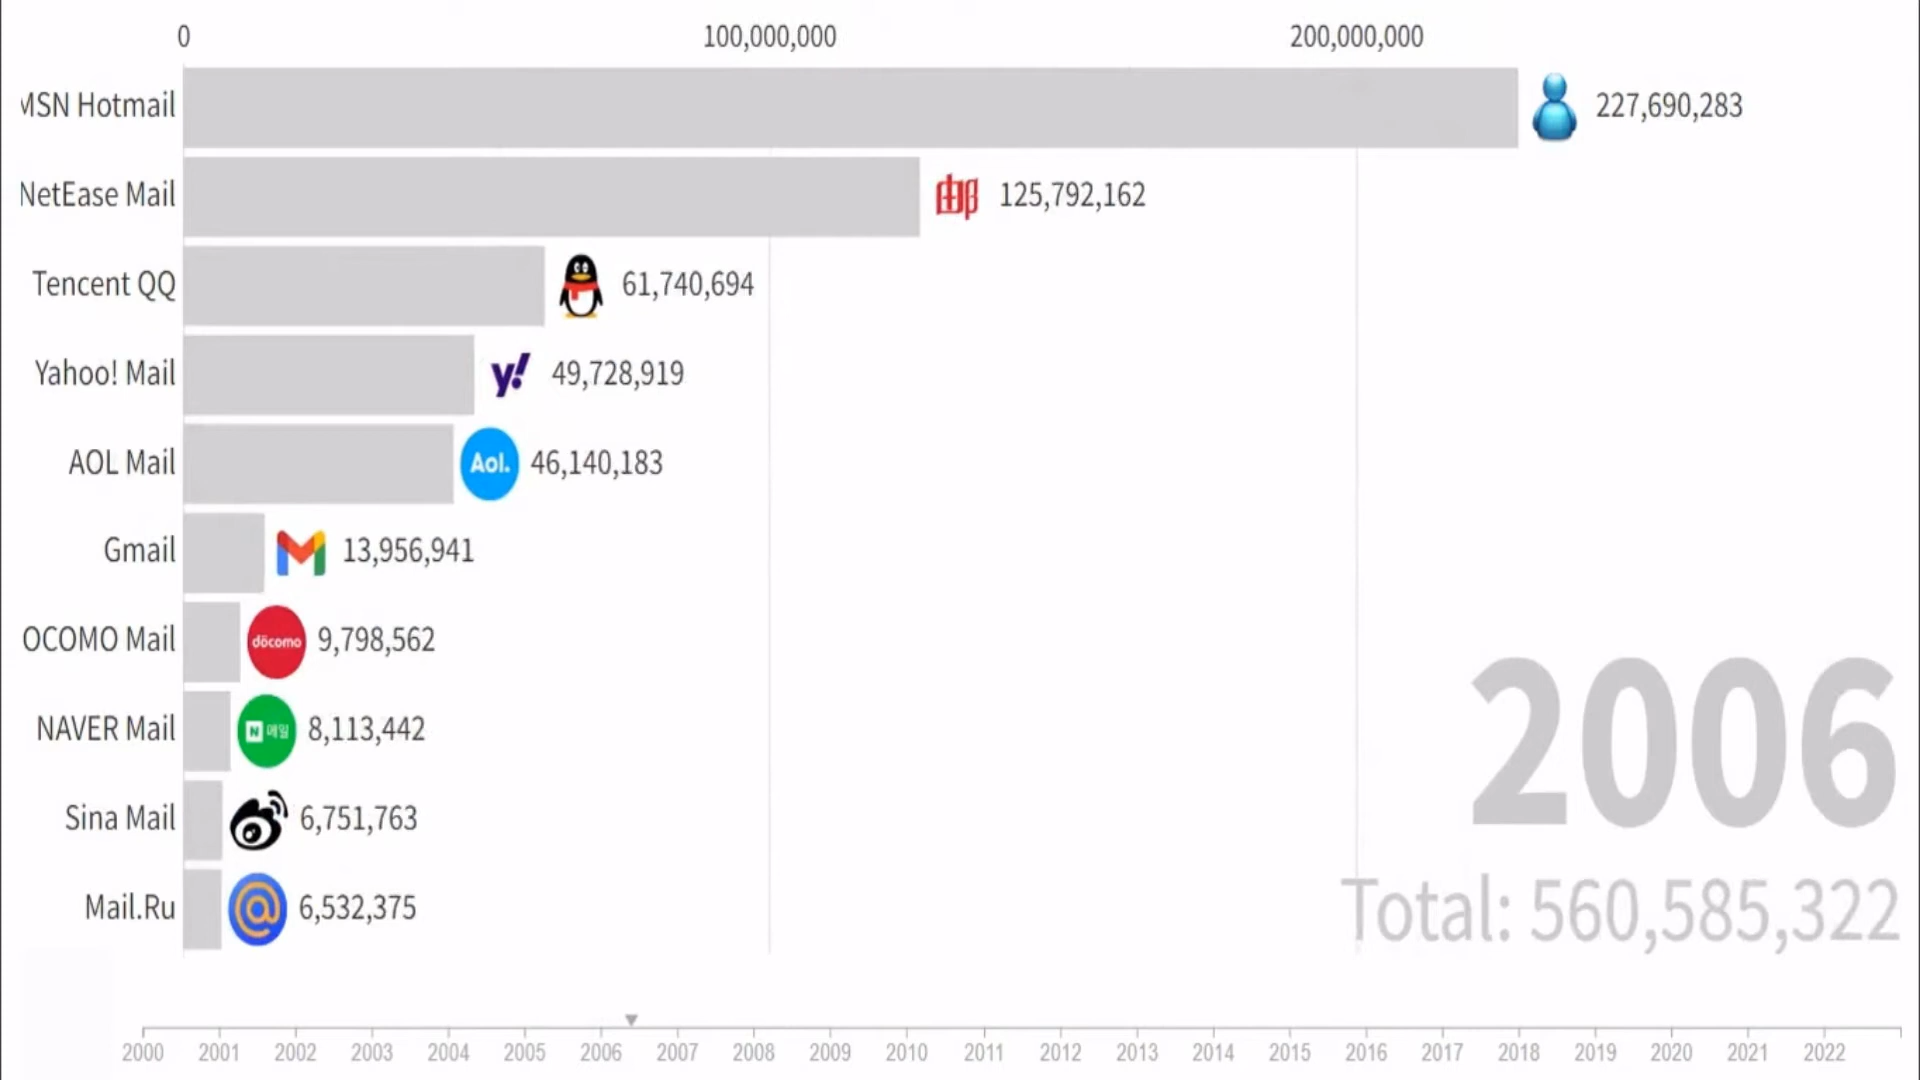 0 100,000,000 200,000,000
MSN Hotmail 227,690,283
NetEase Mail 邮 125,792,162
Tencent QQ 61,740,694
Yahoo! Mail y! 49,728,919
AOL Mail Aol. 46,140,183
Gmail 13,956,941
OCOMO Mail döcomo 9,798,562
NAVER Mail N 메일 8,113,442
Sina Mail 6,751,763
Mail.Ru @ 6,532,375
2006
Total: 560,585,322
2000 2001 2002 2003 2004 2005 2006 2007 2008 2009 2010 2011 2012 2013 2014 2015 2016 2017 2018 2019 2020 2021 2022